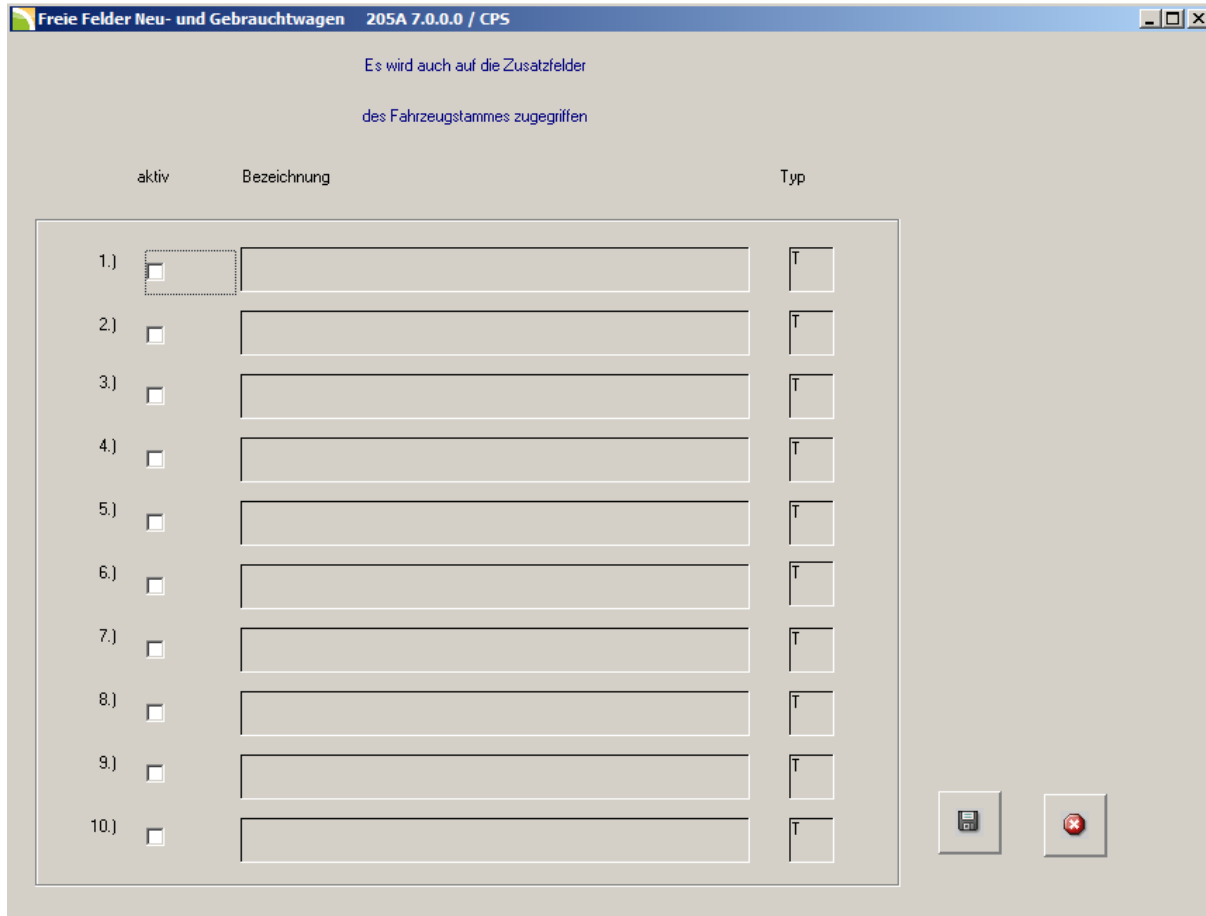 Freie Felder Neu- und Gebrauchtwagen 205A 7.0.0.0 / CPS
Es wird auch auf die Zusatzfelder
des Fahrzeugstammes zugegriffen
aktiv Bezeichnung Typ
1.) T
2.) T
3.) T
4.) T
5.) T
6.) T
7.) T
8.) T
9.) T
10.) T